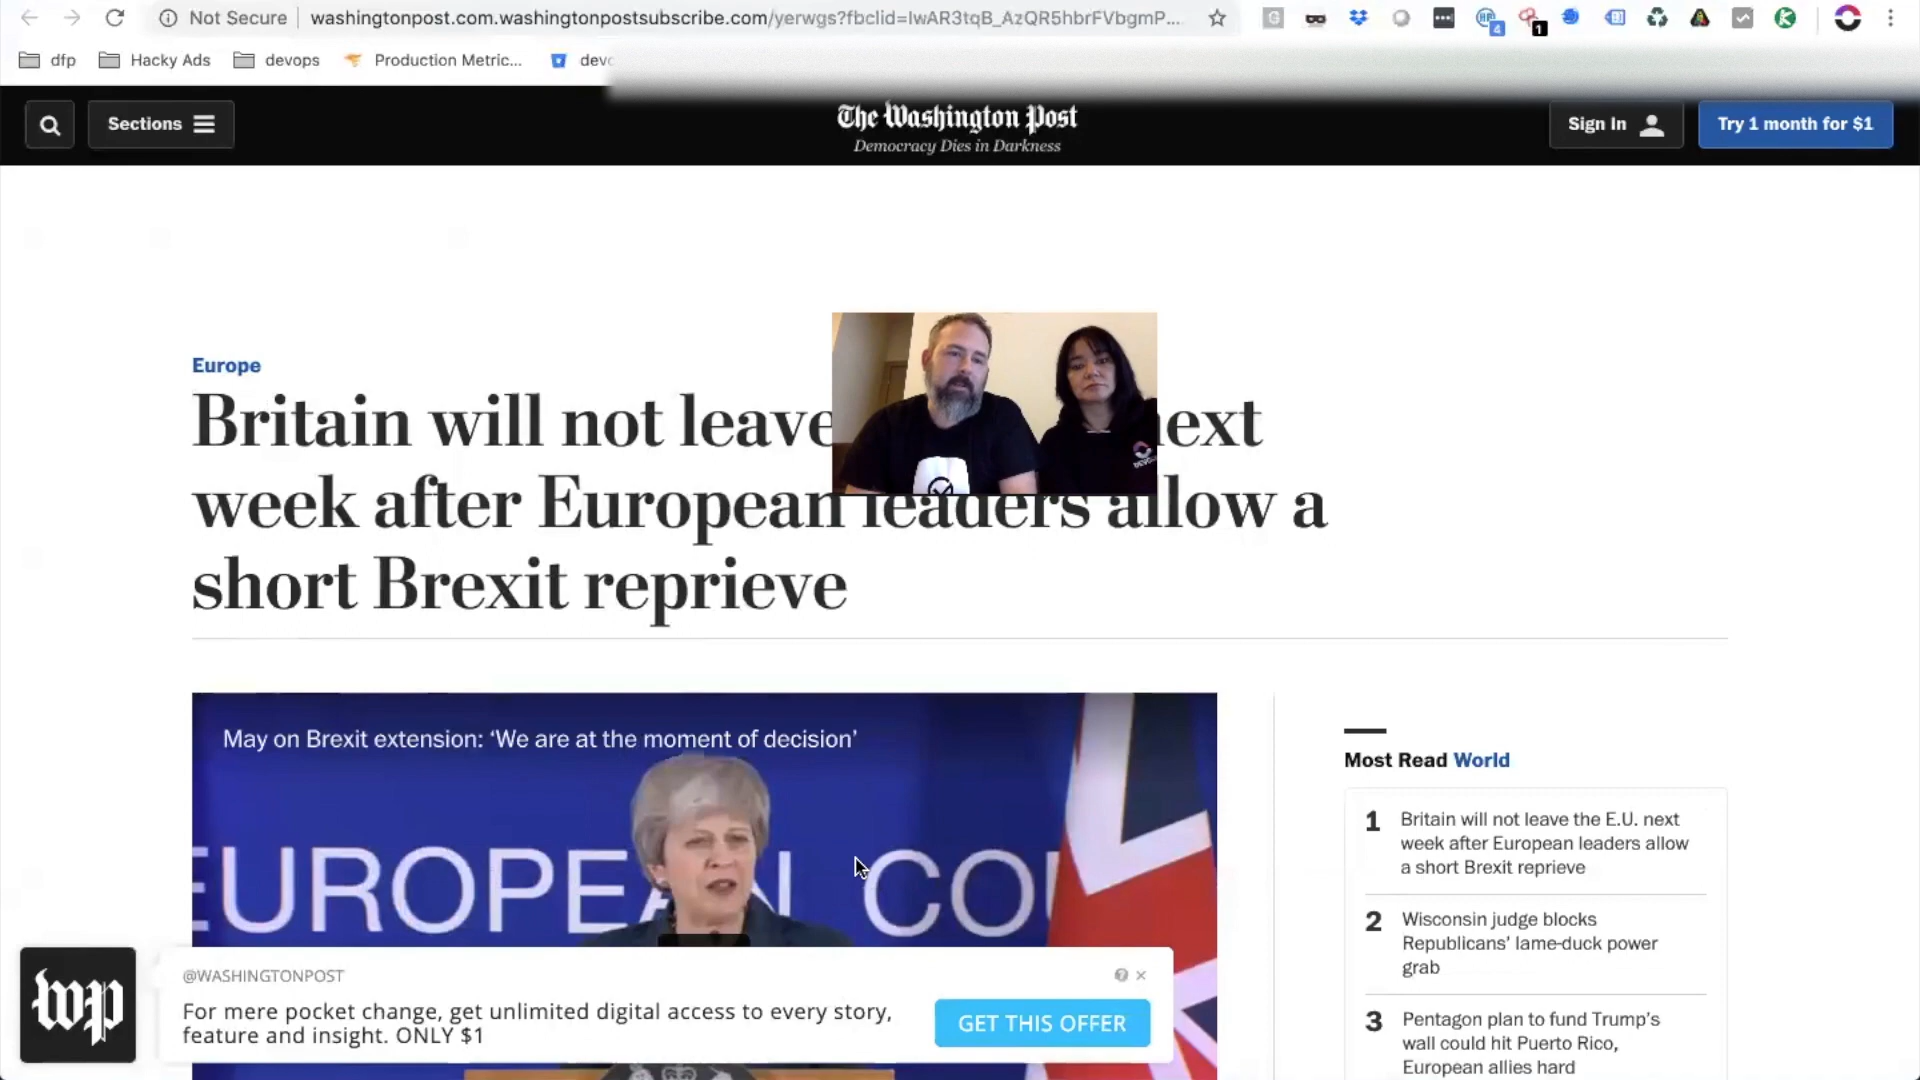 Not Secure washingtonpost.com.washingtonpostsubscribe.com/yerwgs?fbclid=IwAR3tqB_AzQR5hbrFVbgmP...
4
1
dfp Hacky Ads devops Production Metric...
Sections
The Washington Post
Democracy Dies in Darkness
Sign In
Try 1 month for $1
Europe
Britain will not leave next
week after European leaders allow a
short Brexit reprieve
May on Brexit extension: ‘We are at the moment of decision’
EUROPEAN COU
Most Read World
1 Britain will not leave the E.U. next
week after European leaders allow
a short Brexit reprieve
2 Wisconsin judge blocks
Republicans’ lame-duck power
grab
3 Pentagon plan to fund Trump’s
wall could hit Puerto Rico,
European allies hard
wp
@WASHINGTONPOST
For mere pocket change, get unlimited digital access to every story,
feature and insight. ONLY $1
GET THIS OFFER